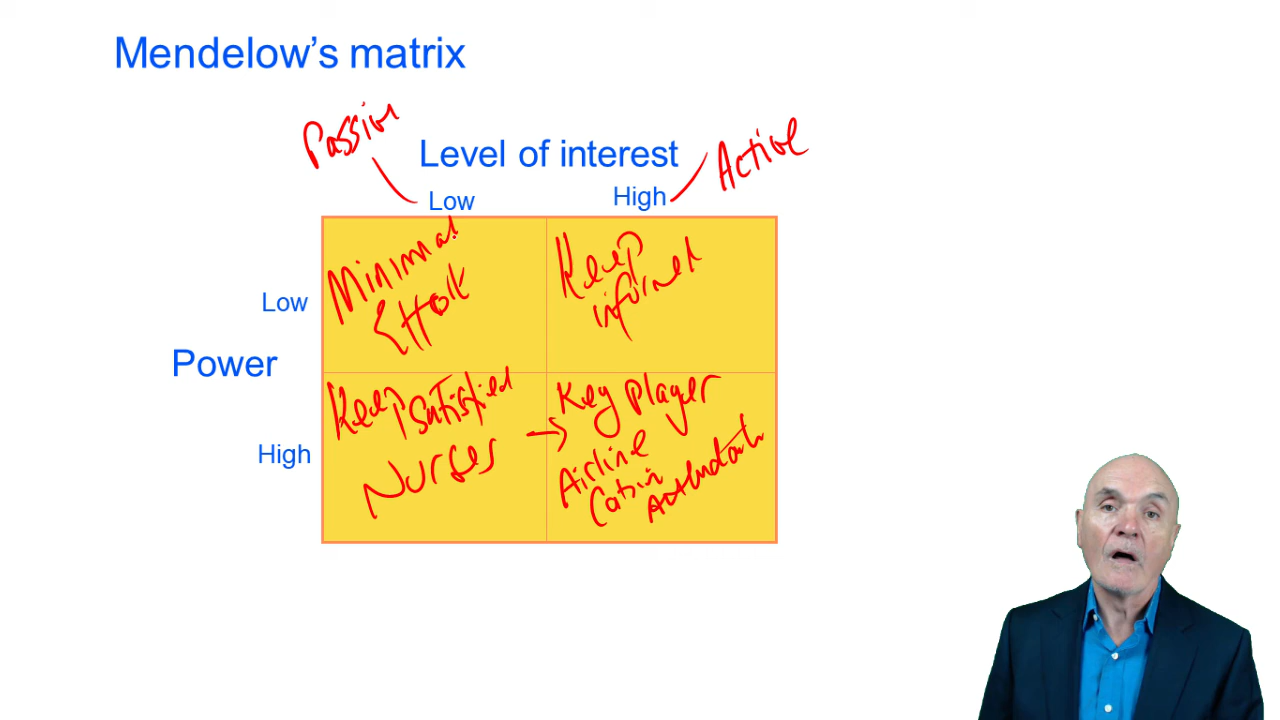 Mendelow's matrix
Passive
Level of interest
Active
Low
High
Minimal
Effort
Keep
informed
Low
Power
High
Keep satisfied
Nurses
→ Key player
Airline
Cabin
Attendants